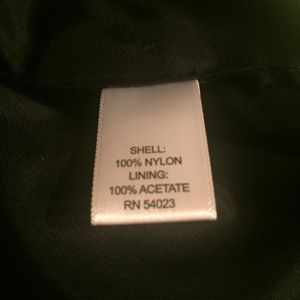 SHELL:
100% NYLON
LINING:
100% ACETATE
RN 54023